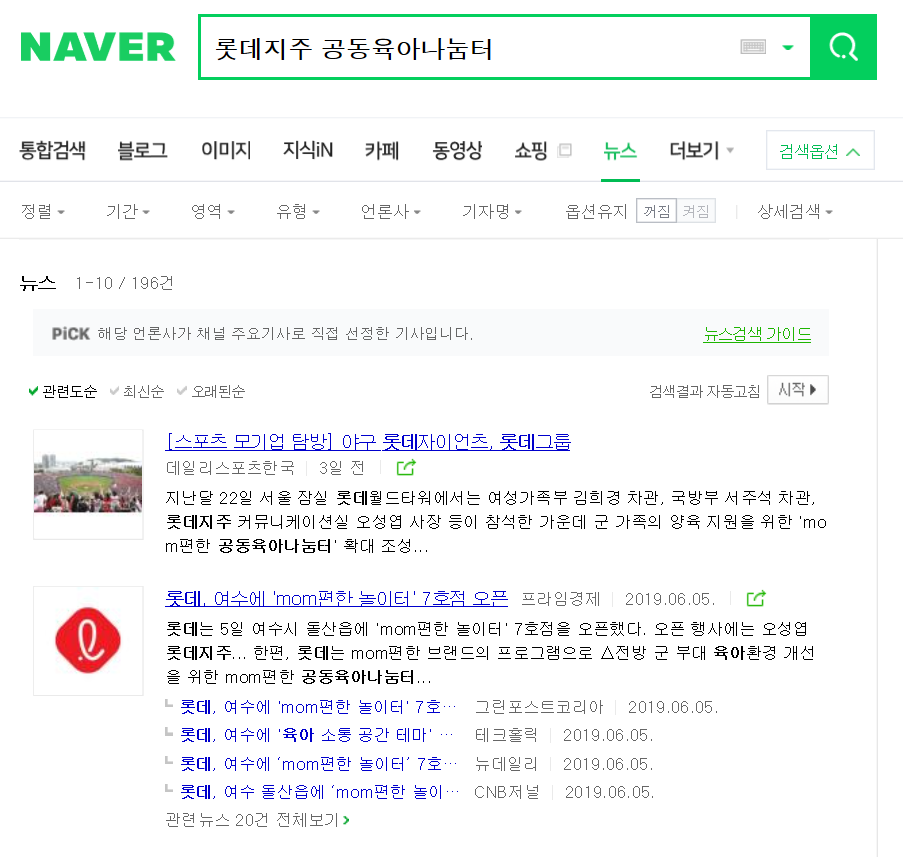 NAVER
롯데지주 공동육아나눔터
통합검색 블로그 이미지 지식iN 카페 동영상 쇼핑 뉴스 더보기 검색옵션
정렬 기간 영역 유형 언론사 기자명 옵션유지 꺼짐 켜짐 상세검색
뉴스 1-10 / 196건
PiCK 해당 언론사가 채널 주요기사로 직접 선정한 기사입니다. 뉴스검색 가이드
관련도순 최신순 오래된순 검색결과 자동고침 시작
[스포츠 모기업 탐방] 야구 롯데자이언츠, 롯데그룹
데일리스포츠한국 3일 전
지난달 22일 서울 잠실 롯데월드타워에서는 여성가족부 김희경 차관, 국방부 서주석 차관,
롯데지주 커뮤니케이션실 오성엽 사장 등이 참석한 가운데 군 가족의 양육 지원을 위한 'mo
m편한 공동육아나눔터' 확대 조성...
롯데, 여수에 'mom편한 놀이터' 7호점 오픈 프라임경제 2019.06.05.
롯데는 5일 여수시 돌산읍에 'mom편한 놀이터' 7호점을 오픈했다. 오픈 행사에는 오성엽
롯데지주... 한편, 롯데는 mom편한 브랜드의 프로그램으로 △전방 군 부대 육아환경 개선
을 위한 mom편한 공동육아나눔터...
롯데, 여수에 'mom편한 놀이터' 7호… 그린포스트코리아 2019.06.05.
롯데, 여수에 '육아 소통 공간 테마' … 테크홀릭 2019.06.05.
롯데, 여수에 ‘mom편한 놀이터’ 7호… 뉴데일리 2019.06.05.
롯데, 여수 돌산읍에 ‘mom편한 놀이… CNB저널 2019.06.05.
관련뉴스 20건 전체보기